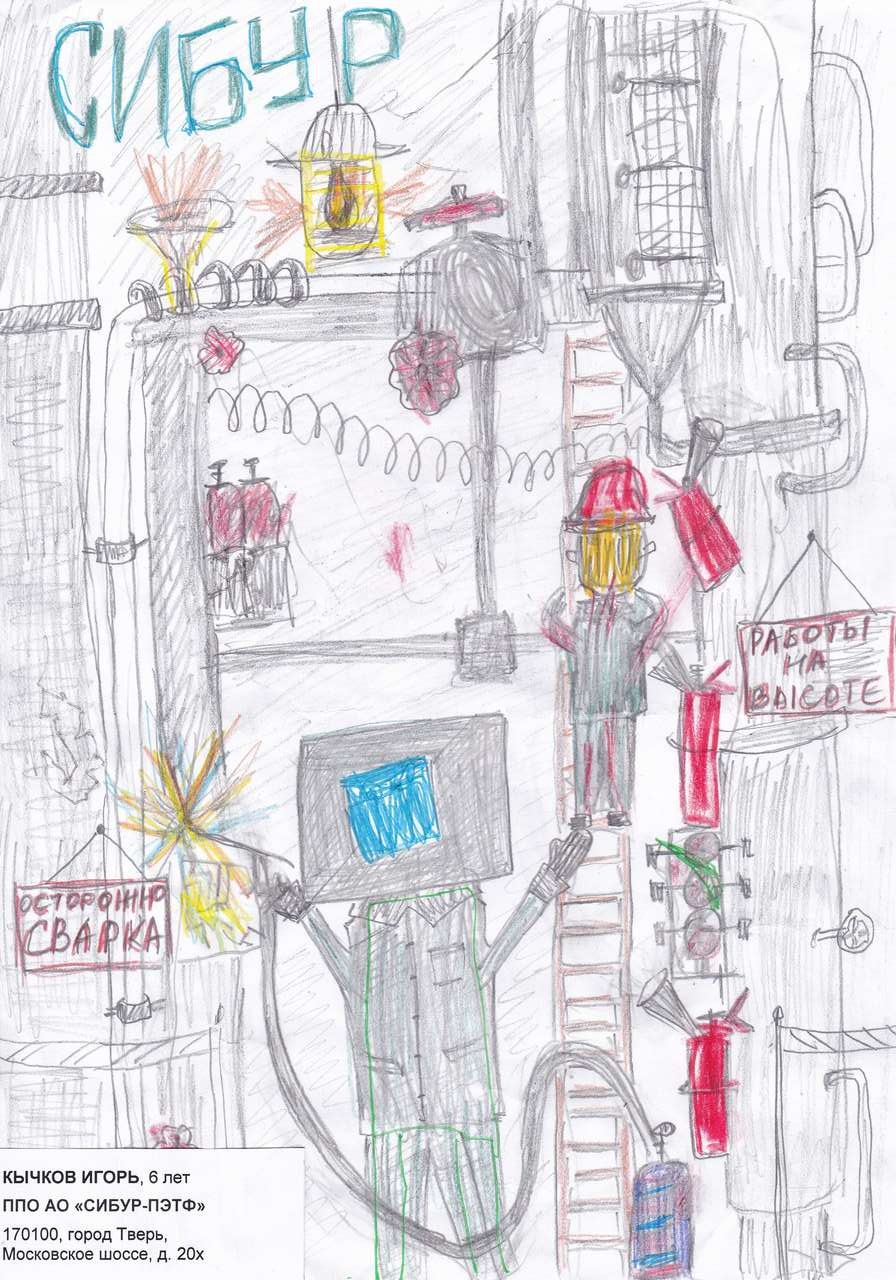 СИБУР
РАБОТЫ
НА
ВЫСОТЕ
ОСТОРОЖНО
СВАРКА
КЫЧКОВ ИГОРЬ, 6 лет
ППО АО «СИБУР-ПЭТФ»
170100, город Тверь,
Московское шоссе, д. 20х